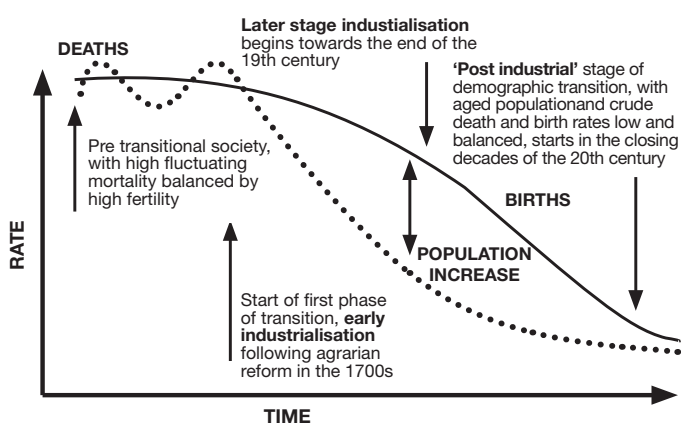 DEATHS
Later stage industialisation
begins towards the end of the
19th century
‘Post industrial’ stage of
demographic transition, with
aged populationand crude
death and birth rates low and
balanced, starts in the closing
decades of the 20th century
Pre transitional society,
with high fluctuating
mortality balanced by
high fertility
BIRTHS
RATE
POPULATION
INCREASE
Start of first phase
of transition, early
industrialisation
following agrarian
reform in the 1700s
TIME